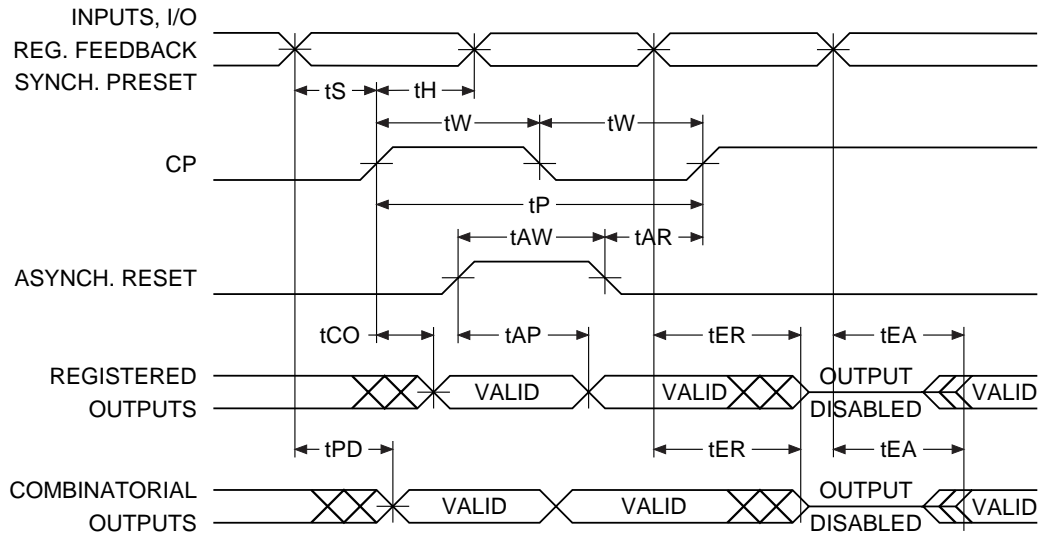 INPUTS, I/O
REG. FEEDBACK
SYNCH. PRESET
tS tH
tW tW
CP
tP
tAW tAR
ASYNCH. RESET
tCO tAP tER tEA
REGISTERED
OUTPUTS
VALID VALID OUTPUT
DISABLED VALID
tPD tER tEA
COMBINATORIAL
OUTPUTS
VALID VALID OUTPUT
DISABLED VALID